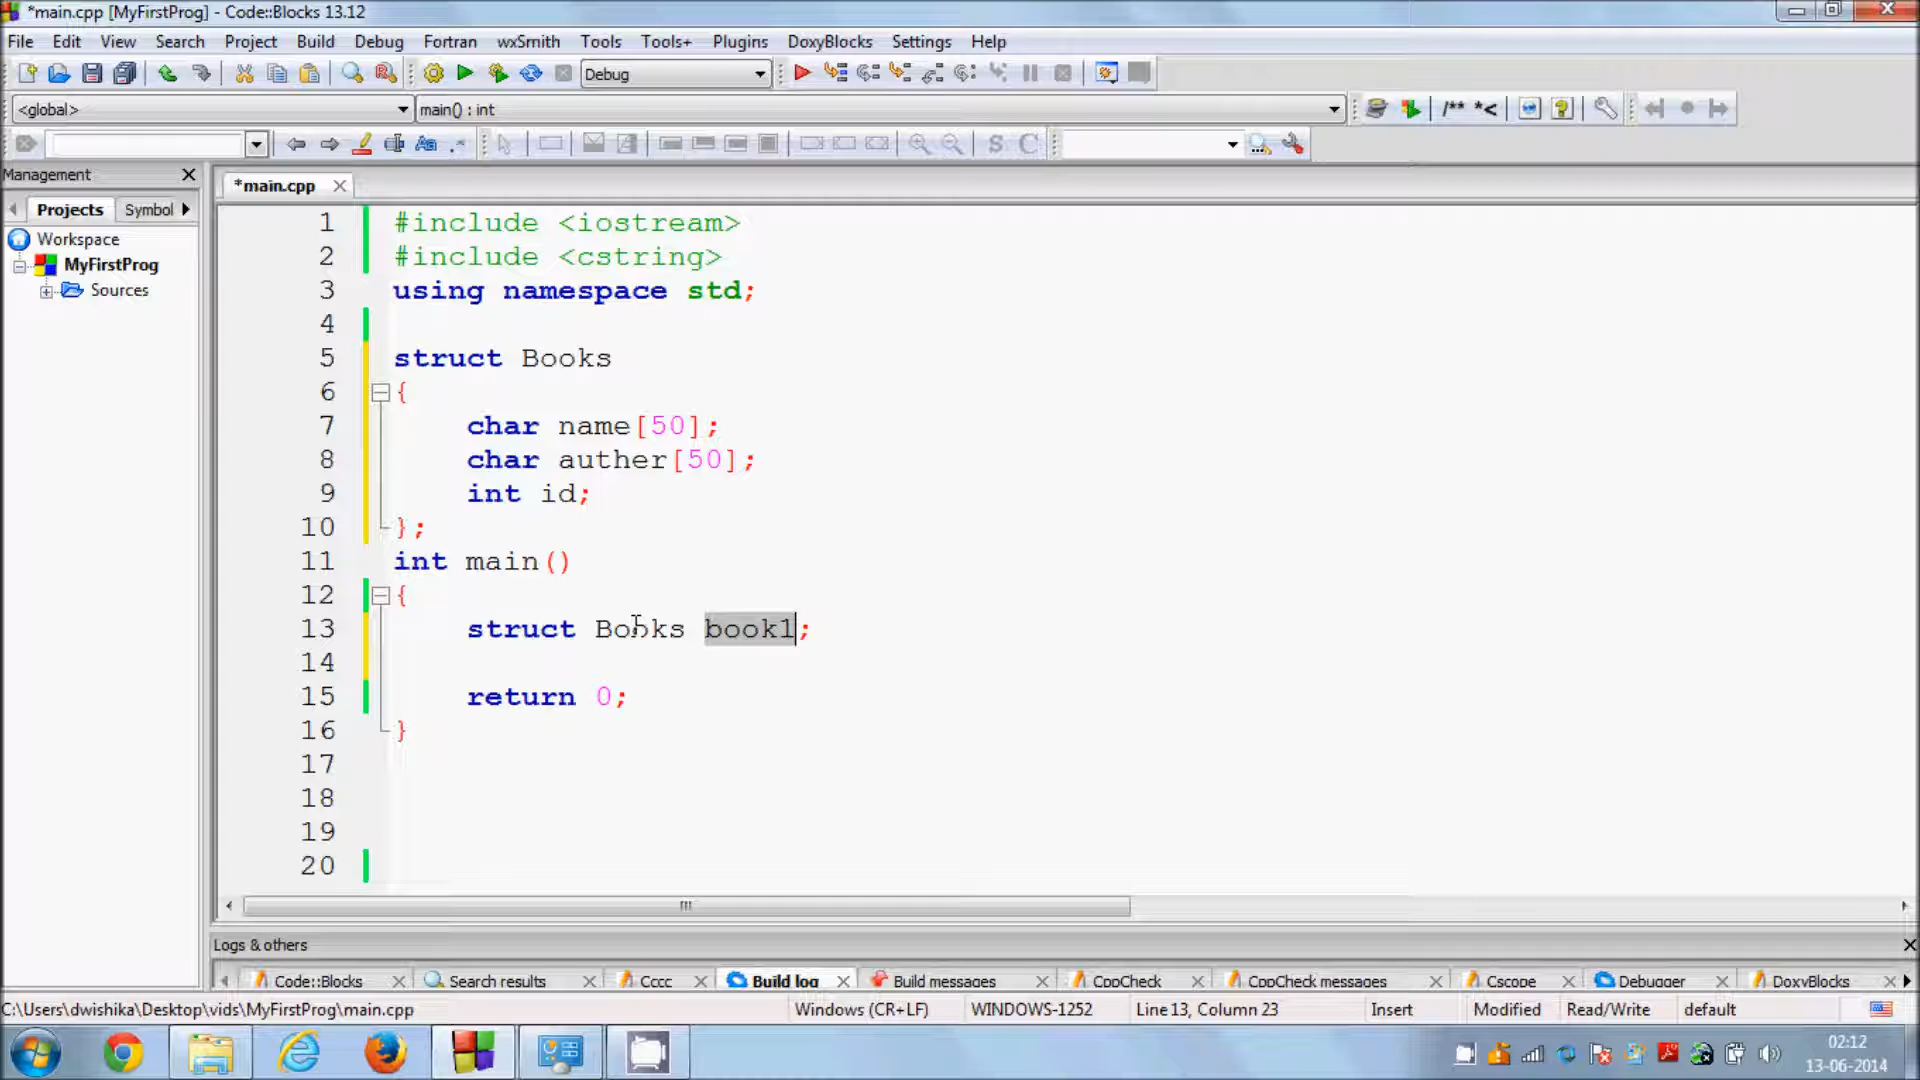 *main.cpp [MyFirstProg] - Code::Blocks 13.12
File Edit View Search Project Build Debug Fortran wxSmith Tools Tools+ Plugins DoxyBlocks Settings Help
Debug
<global> main() : int /** *<
S C
Management
*main.cpp
Projects Symbol
Workspace
MyFirstProg
Sources
1 #include <iostream>
2 #include <cstring>
3 using namespace std;
4
5 struct Books
6 {
7 char name[50];
8 char auther[50];
9 int id;
10 };
11 int main()
12 {
13 struct Books book1;
14
15 return 0;
16 }
17
18
19
20
Logs & others
Code::Blocks Search results Cccc Build log Build messages CppCheck CppCheck messages Cscope Debugger DoxyBlocks
C:\Users\dwishika\Desktop\vids\MyFirstProg\main.cpp Windows (CR+LF) WINDOWS-1252 Line 13, Column 23 Insert Modified Read/Write default
02:12
13-06-2014